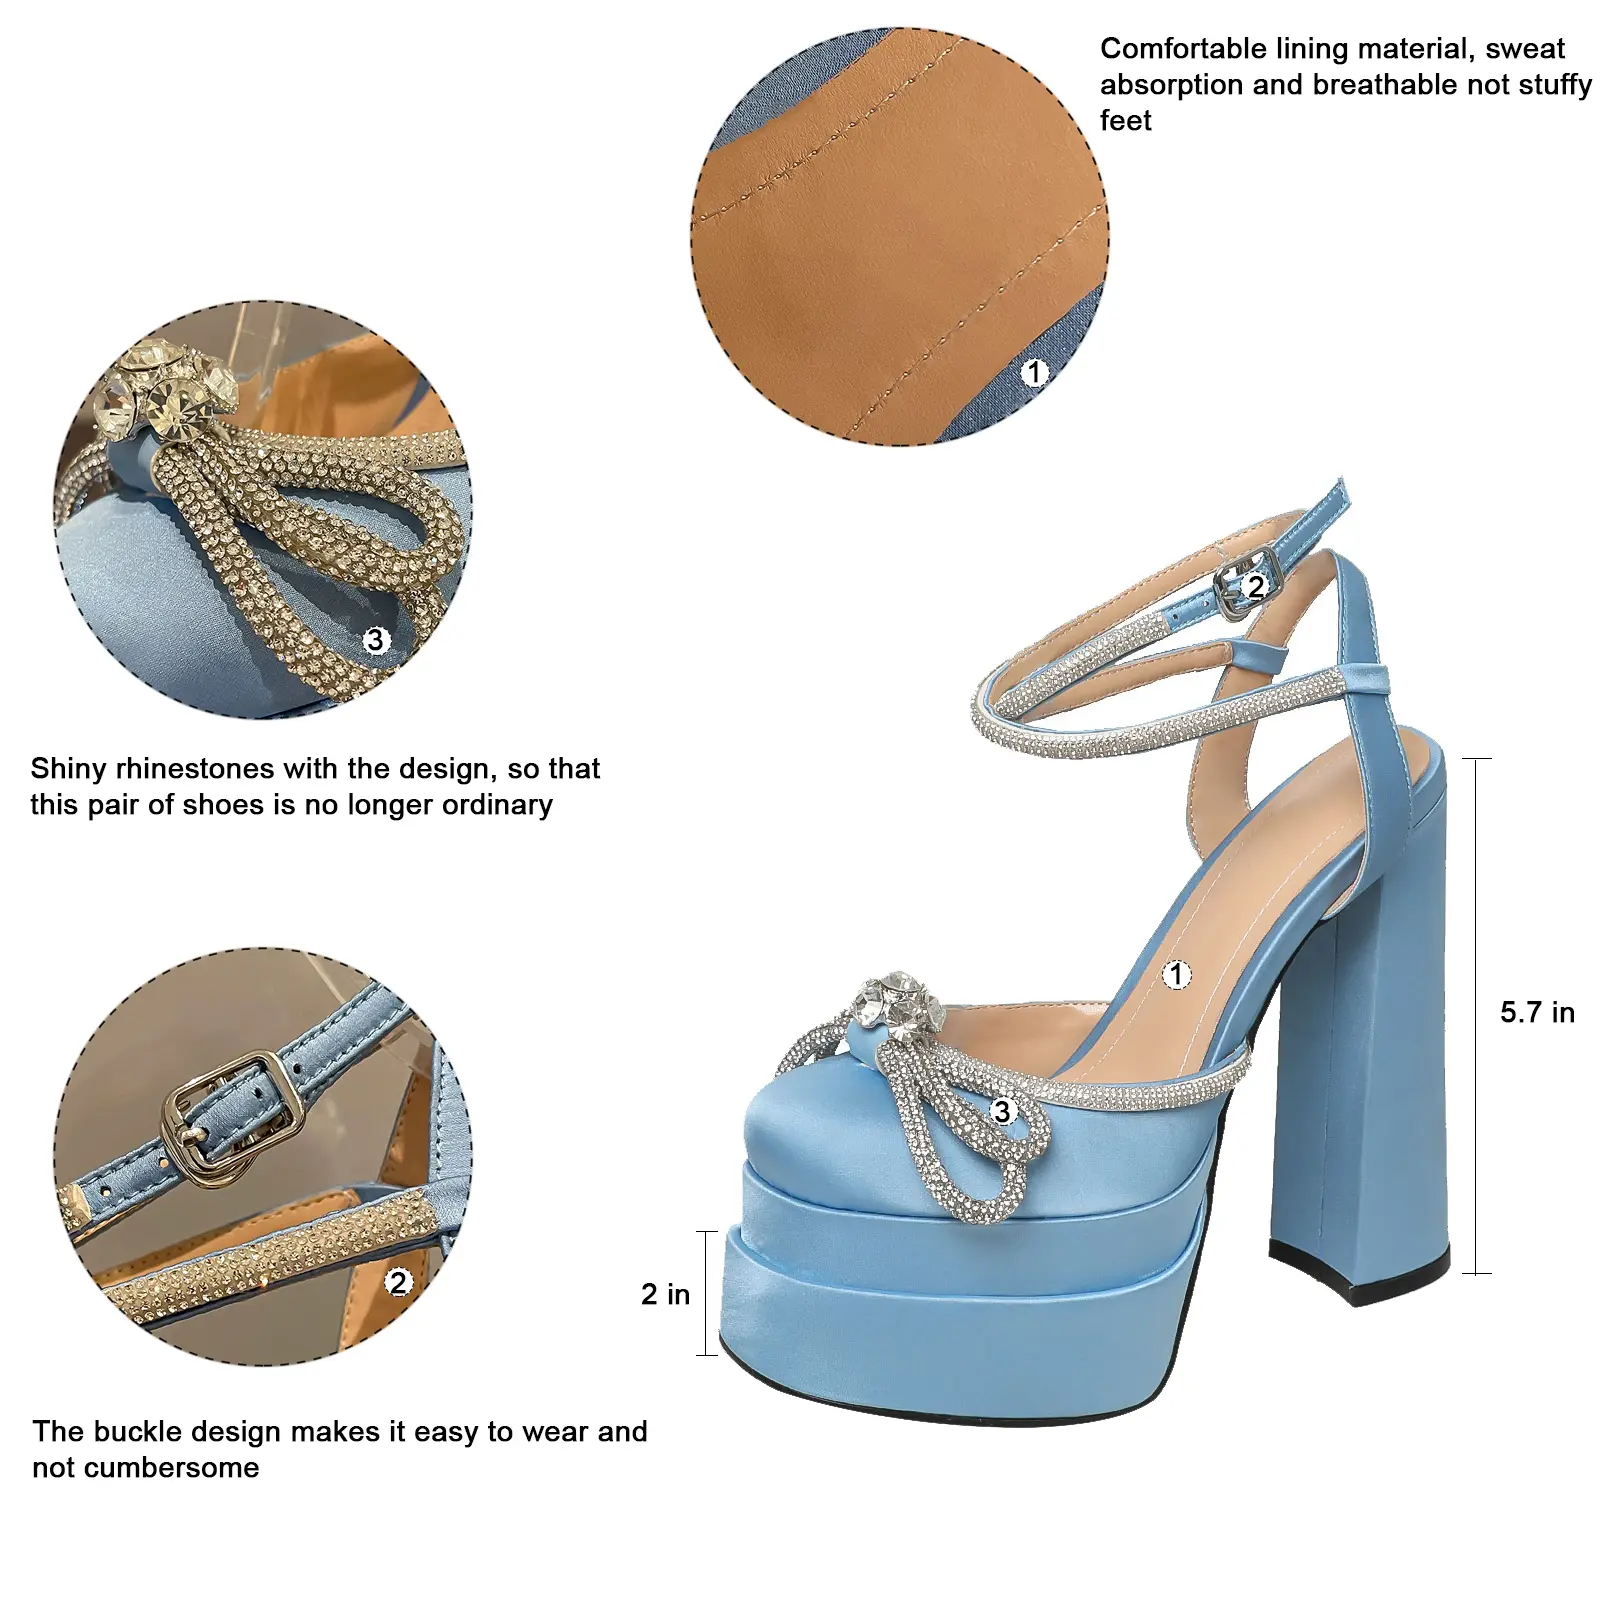 Comfortable lining material, sweat
absorption and breathable not stuffy
feet
1
3
Shiny rhinestones with the design, so that
this pair of shoes is no longer ordinary
2
1
5.7 in
3
2 in
2
The buckle design makes it easy to wear and
not cumbersome